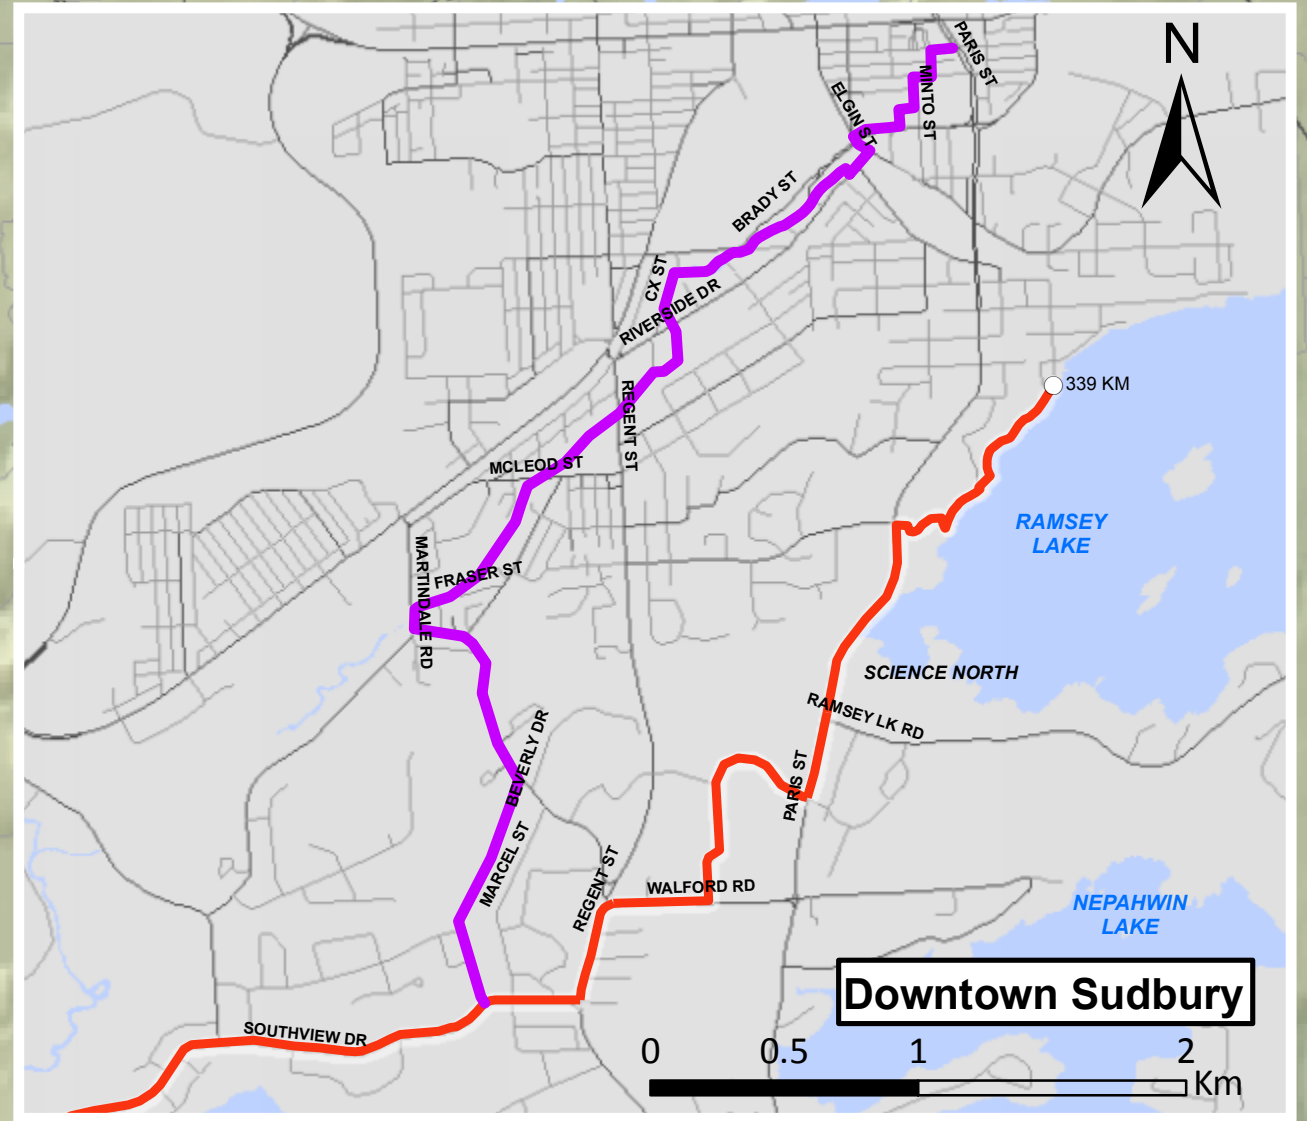 PARIS ST
N
MINTO ST
ELGIN ST
BRADY ST
CX ST
RIVERSIDE DR
339 KM
REGENT ST
MCLEOD ST
RAMSEY
LAKE
MARTINDALE RD
FRASER ST
SCIENCE NORTH
RAMSEY LK RD
BEVERLY DR
PARIS ST
MARCEL ST
REGENT ST
WALFORD RD
NEPAHWIN
LAKE
Downtown Sudbury
SOUTHVIEW DR
0 0.5 1 2
Km